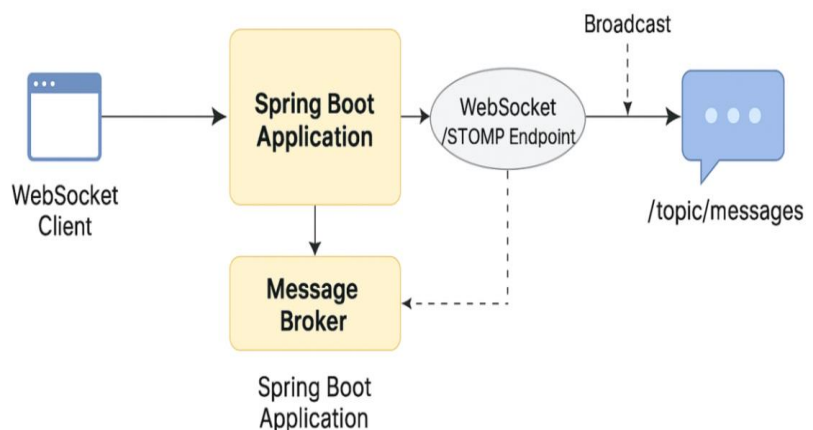 WebSocket
Client
Spring Boot
Application
WebSocket
/STOMP Endpoint
Broadcast
/topic/messages
Message
Broker
Spring Boot
Application